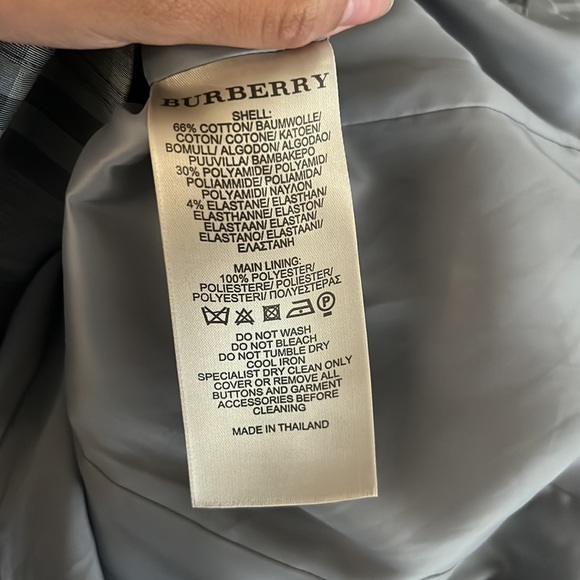 BURBERRY
SHELL:
66% COTTON/ BAUMWOLLE/
COTON/ COTONE/ KATOEN/
BOMULL/ ALGODON/ ALGODAO/
PUUVILLA/ BAMBAKEPO
30% POLYAMIDE/ POLYAMID/
POLIAMMIDE/ POLIAMIDA/
POLYAMIDI/ ΝΑΥΛΟΝ
4% ELASTANE/ ELASTHAN/
ELASTHANNE/ ELASTON/
ELASTAAN/ ELASTAN/
ELASTANO/ ELASTAANI/
ΕΛΑΣΤΑΝΗ
MAIN LINING:
100% POLYESTER/
POLIESTERE/ POLIESTER/
POLYESTERI/ ΠΟΛΥΕΣΤΕΡΑΣ
P
DO NOT WASH
DO NOT BLEACH
DO NOT TUMBLE DRY
COOL IRON
SPECIALIST DRY CLEAN ONLY
COVER OR REMOVE ALL
BUTTONS AND GARMENT
ACCESSORIES BEFORE
CLEANING
MADE IN THAILAND